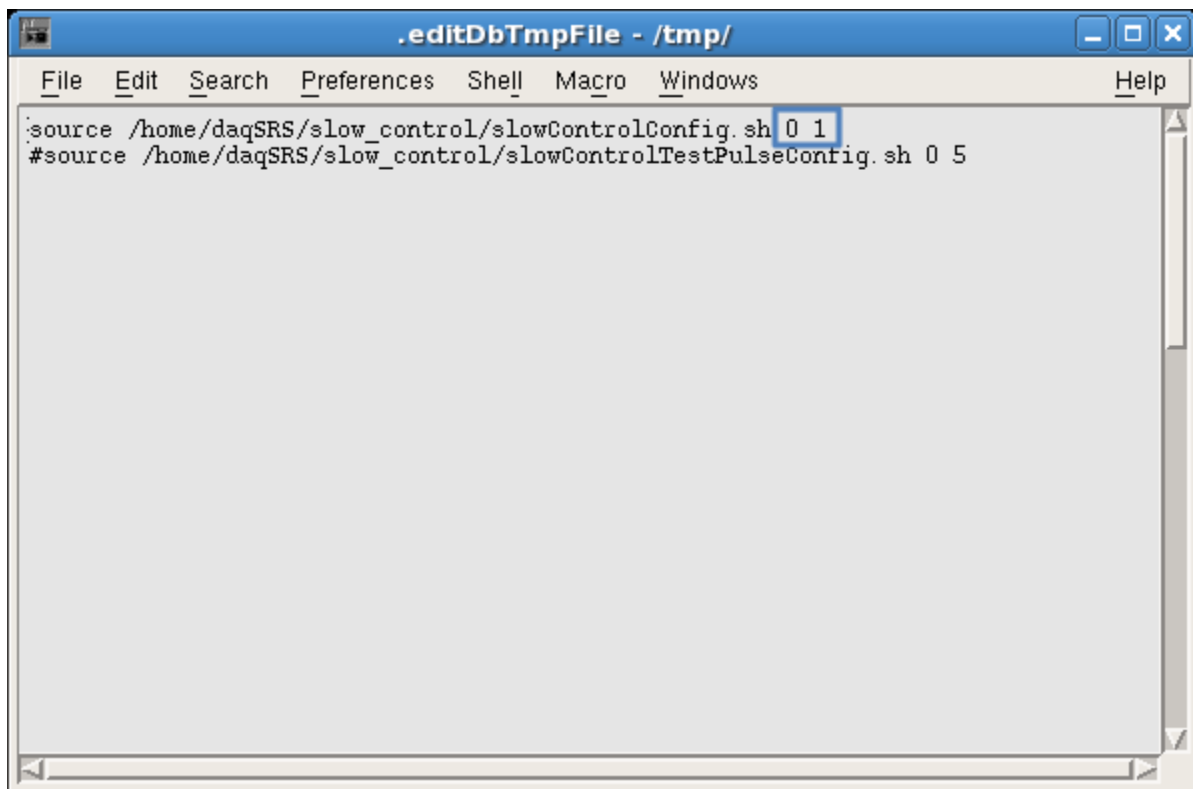 .editDbTmpFile - /tmp/
File Edit Search Preferences Shell Macro Windows Help
source /home/daqSRS/slow_control/slowControlConfig.sh 0 1
#source /home/daqSRS/slow_control/slowControlTestPulseConfig.sh 0 5